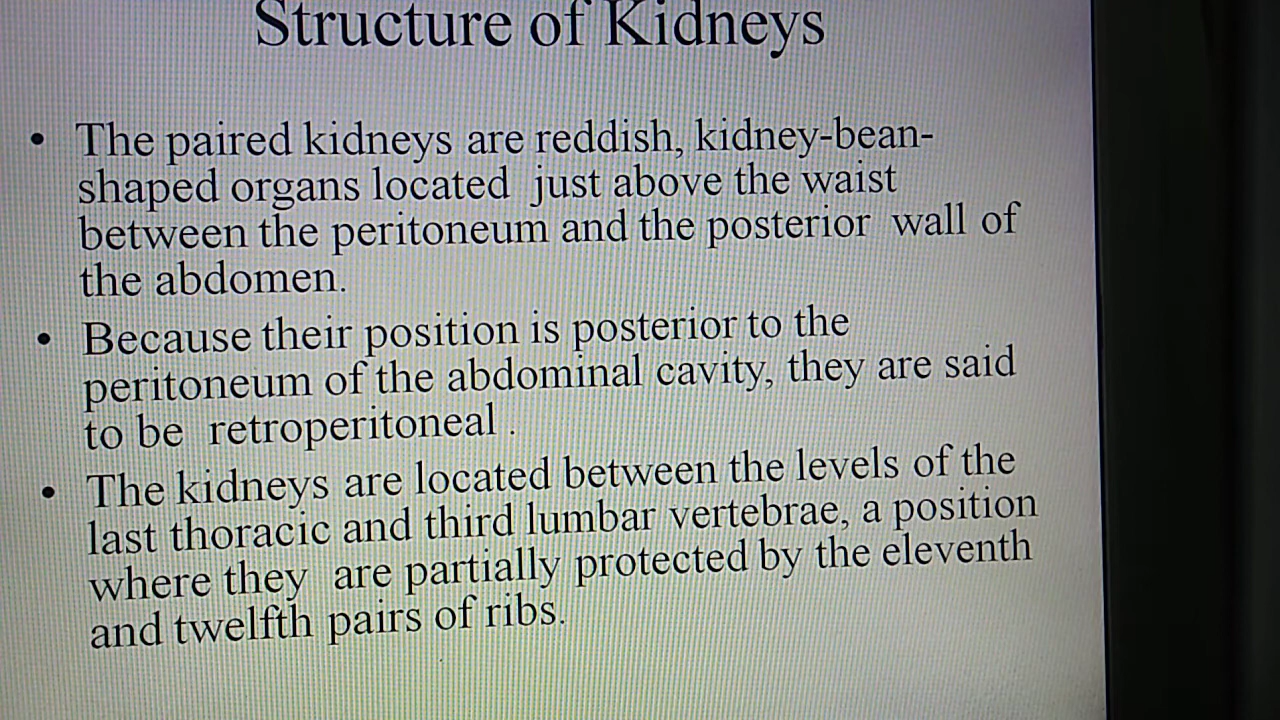 Structure of Kidneys
• The paired kidneys are reddish, kidney-bean-
shaped organs located just above the waist
between the peritoneum and the posterior wall of
the abdomen.
• Because their position is posterior to the
peritoneum of the abdominal cavity, they are said
to be retroperitoneal .
• The kidneys are located between the levels of the
last thoracic and third lumbar vertebrae, a position
where they are partially protected by the eleventh
and twelfth pairs of ribs.